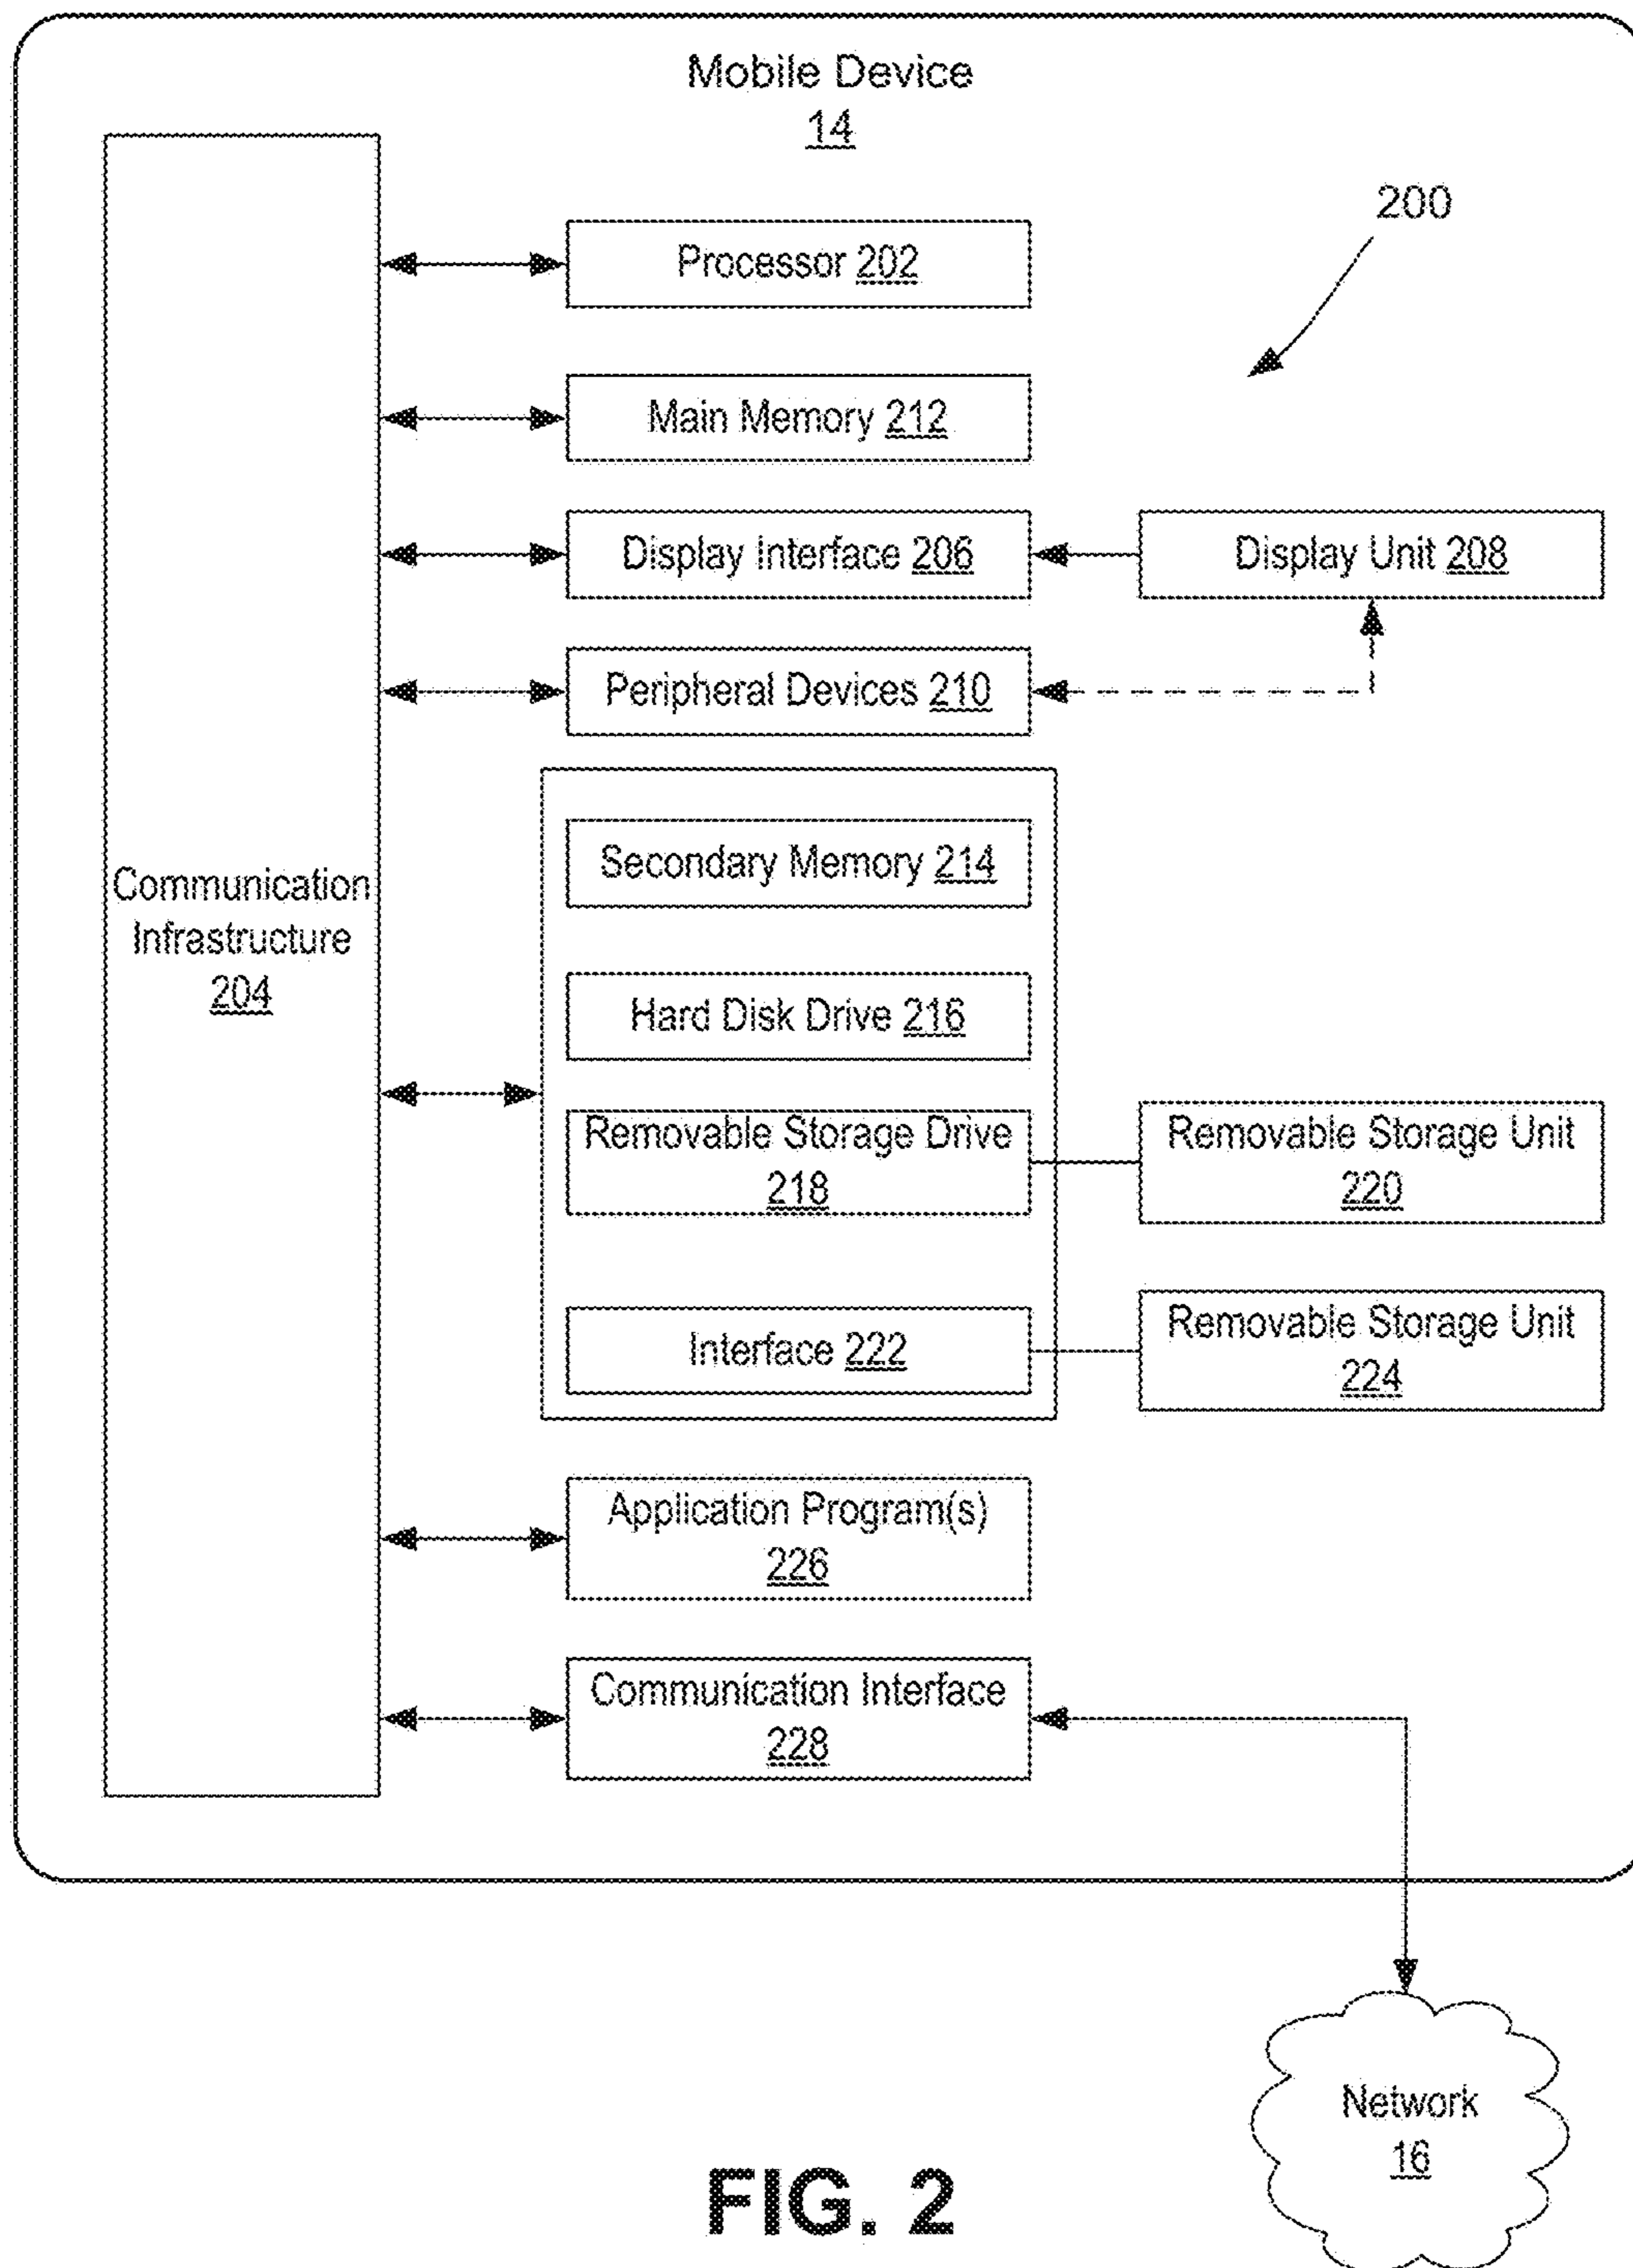 Mobile Device
14
200
Processor 202
Main Memory 212
Display Interface 206
Display Unit 208
Peripheral Devices 210
Communication
Infrastructure
204
Secondary Memory 214
Hard Disk Drive 216
Removable Storage Drive
218
Removable Storage Unit
220
Interface 222
Removable Storage Unit
224
Application Program(s)
226
Communication Interface
228
Network
16
FIG. 2